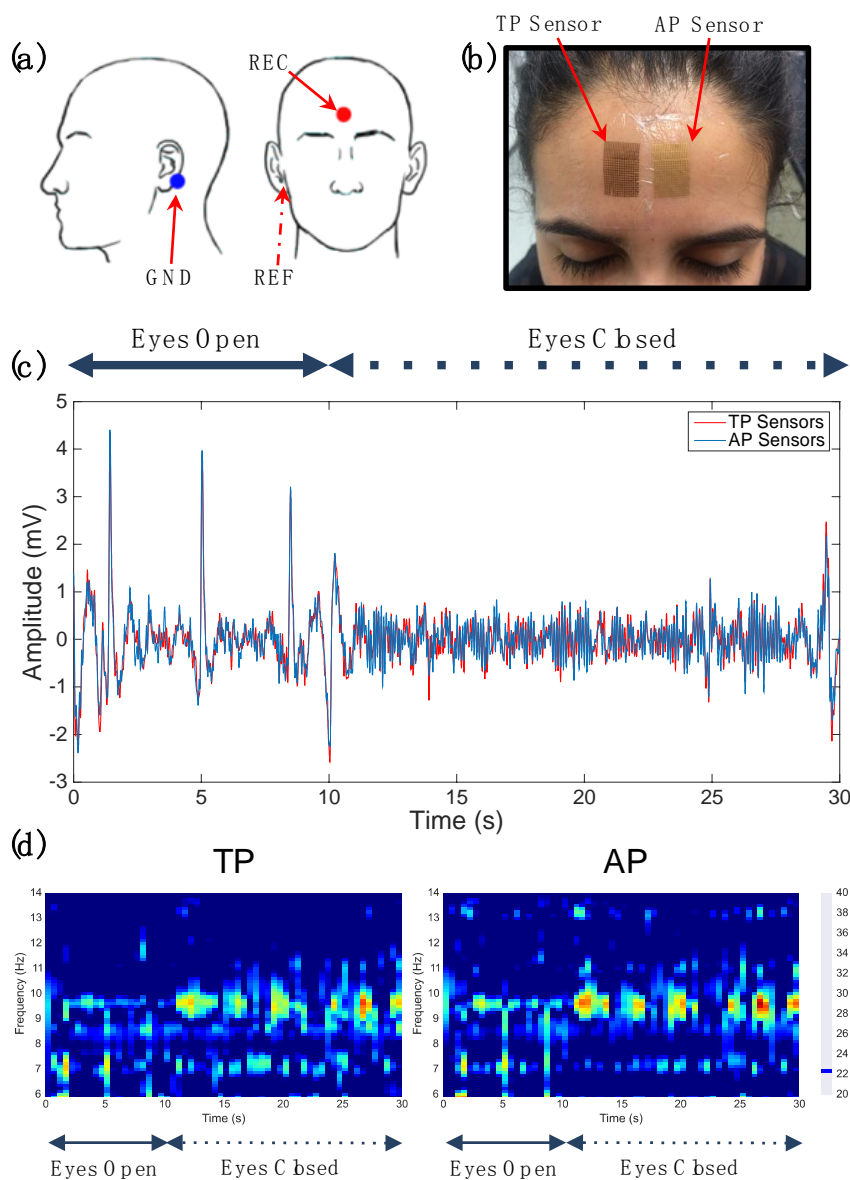 (a)
REC
GND
REF
(b)
TP Sensor
AP Sensor
Eyes Open
Eyes Closed
(c)
5
4
3
2
1
0
-1
-2
-3
Amplitude (mV)
TP Sensors
AP Sensors
0 5 10 15 20 25 30
Time (s)
(d)
TP
14
13
12
11
10
9
8
7
6
Frequency (Hz)
0 5 10 15 20 25 30
Time (s)
Eyes Open
Eyes Closed
AP
14
13
12
11
10
9
8
7
6
Frequency (Hz)
0 5 10 15 20 25 30
Time (s)
Eyes Open
Eyes Closed
40
38
36
34
32
30
28
26
24
22
20